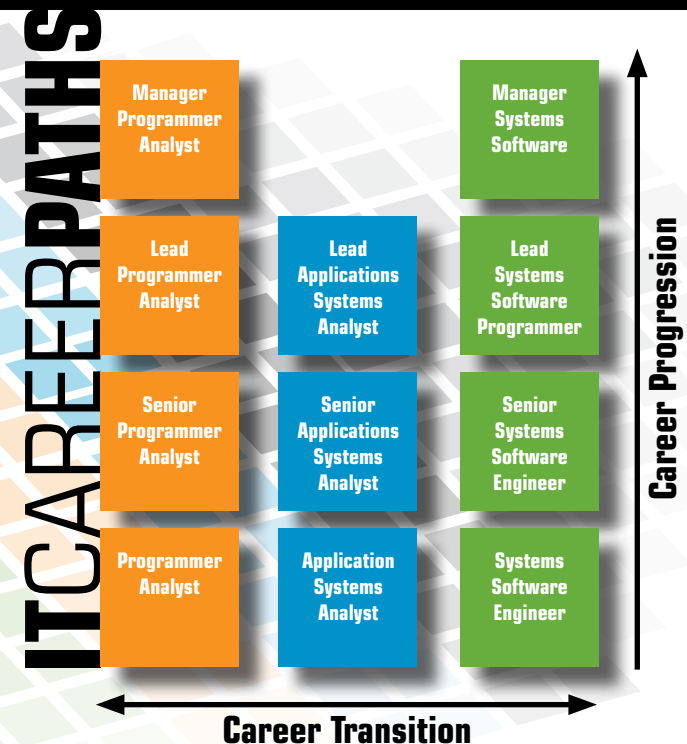 ITCAREERPATHS
Manager
Programmer
Analyst
Manager
Systems
Software
Lead
Programmer
Analyst
Lead
Applications
Systems
Analyst
Lead
Systems
Software
Programmer
Senior
Programmer
Analyst
Senior
Applications
Systems
Analyst
Senior
Systems
Software
Engineer
Programmer
Analyst
Application
Systems
Analyst
Systems
Software
Engineer
Career Progression
Career Transition